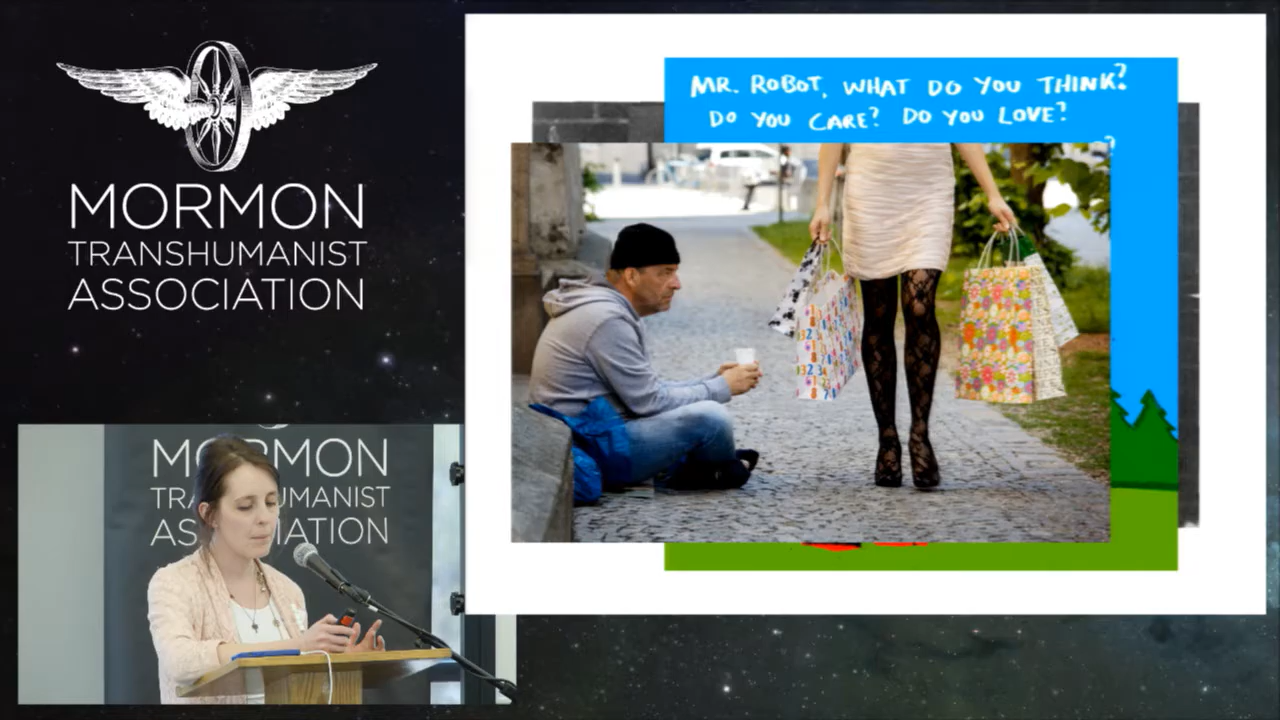 MORMON
TRANSHUMANIST
ASSOCIATION
MR. ROBOT, WHAT DO YOU THINK?
DO YOU CARE? DO YOU LOVE?
?
MORMON
TRANSHUMANIST
ASSOCIATION